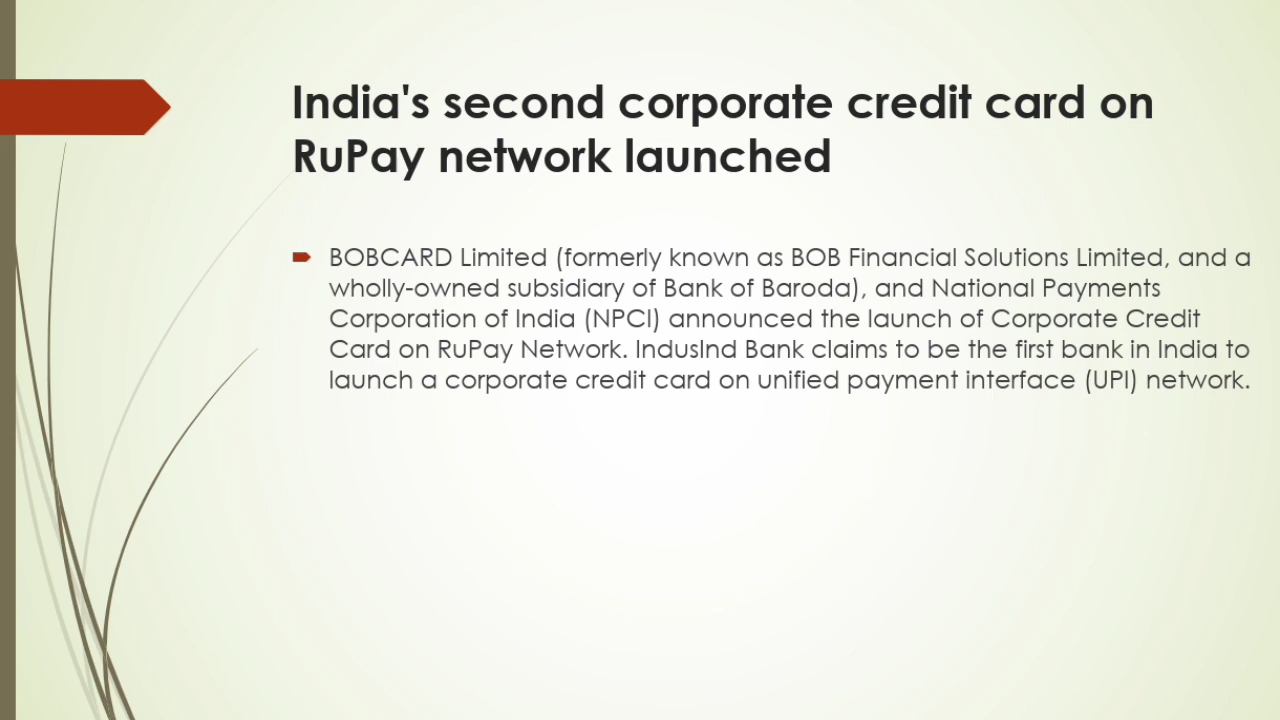 India's second corporate credit card on
RuPay network launched
BOBCARD Limited (formerly known as BOB Financial Solutions Limited, and a
wholly-owned subsidiary of Bank of Baroda), and National Payments
Corporation of India (NPCI) announced the launch of Corporate Credit
Card on RuPay Network. IndusInd Bank claims to be the first bank in India to
launch a corporate credit card on unified payment interface (UPI) network.